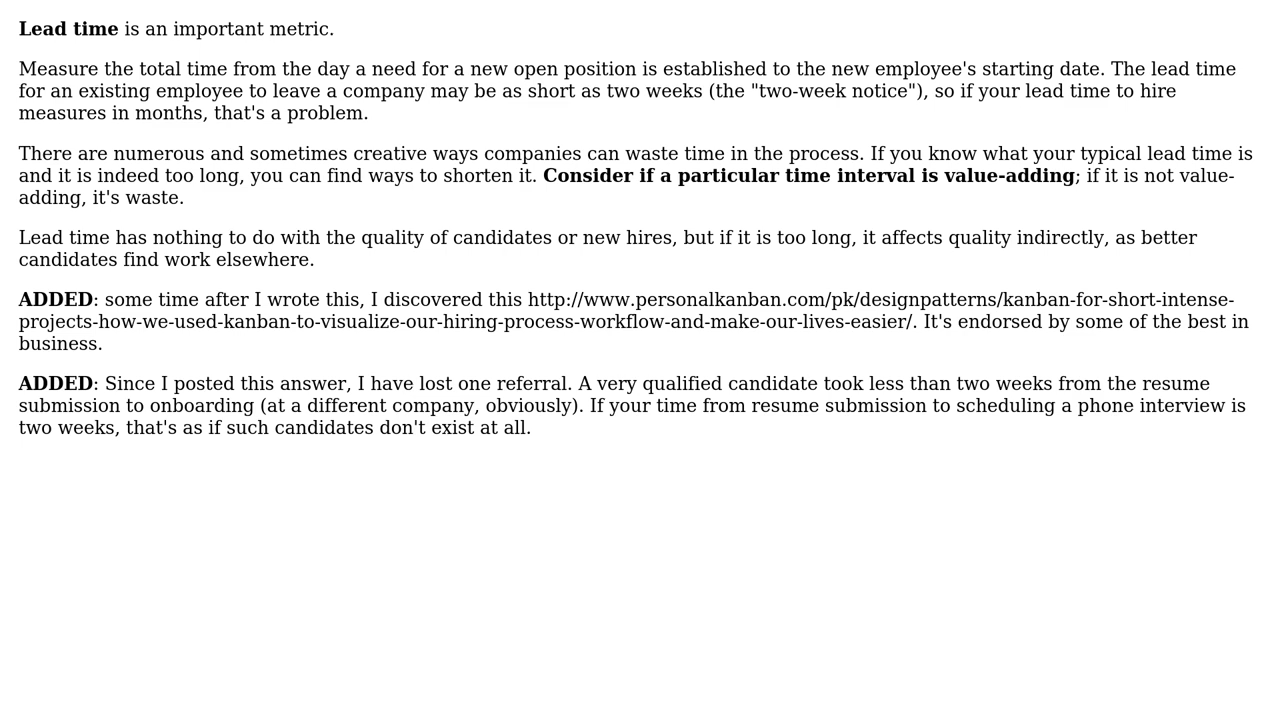 Lead time is an important metric.
Measure the total time from the day a need for a new open position is established to the new employee's starting date. The lead time
for an existing employee to leave a company may be as short as two weeks (the "two-week notice"), so if your lead time to hire
measures in months, that's a problem.
There are numerous and sometimes creative ways companies can waste time in the process. If you know what your typical lead time is
and it is indeed too long, you can find ways to shorten it. Consider if a particular time interval is value-adding; if it is not value-
adding, it's waste.
Lead time has nothing to do with the quality of candidates or new hires, but if it is too long, it affects quality indirectly, as better
candidates find work elsewhere.
ADDED: some time after I wrote this, I discovered this http://www.personalkanban.com/pk/designpatterns/kanban-for-short-intense-
projects-how-we-used-kanban-to-visualize-our-hiring-process-workflow-and-make-our-lives-easier/. It's endorsed by some of the best in
business.
ADDED: Since I posted this answer, I have lost one referral. A very qualified candidate took less than two weeks from the resume
submission to onboarding (at a different company, obviously). If your time from resume submission to scheduling a phone interview is
two weeks, that's as if such candidates don't exist at all.